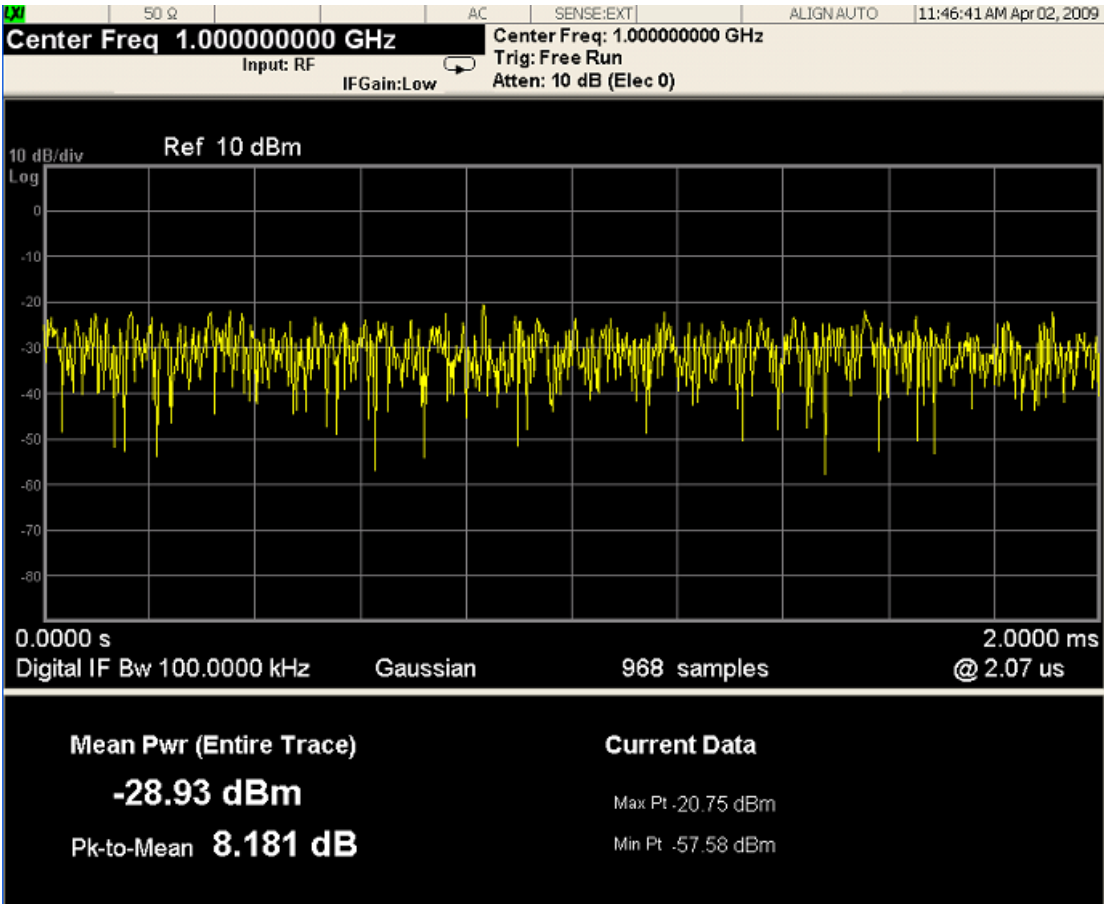 LXI 50 Ω AC SENSE:EXT ALIGN AUTO 11:46:41 AM Apr 02, 2009
Center Freq 1.000000000 GHz
Input: RF
IFGain:Low
Center Freq: 1.000000000 GHz
Trig: Free Run
Atten: 10 dB (Elec 0)
10 dB/div Ref 10 dBm
Log
0
-10
-20
-30
-40
-50
-60
-70
-80
0.0000 s 2.0000 ms
Digital IF Bw 100.0000 kHz Gaussian 968 samples @ 2.07 us
Mean Pwr (Entire Trace)
-28.93 dBm
Pk-to-Mean 8.181 dB
Current Data
Max Pt -20.75 dBm
Min Pt -57.58 dBm